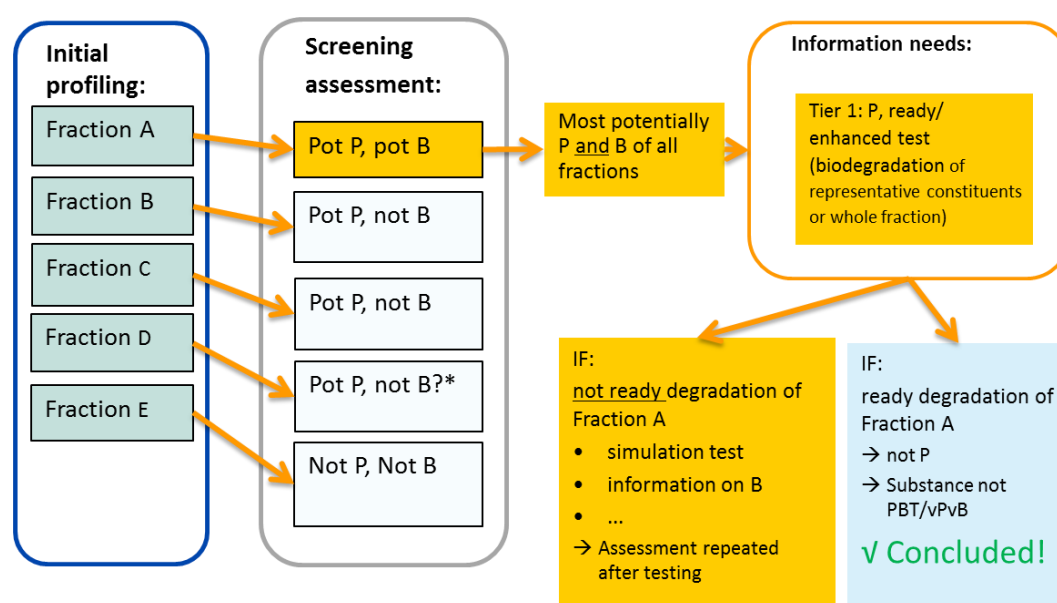 Initial
profiling:
Fraction A
Fraction B
Fraction C
Fraction D
Fraction E
Screening
assessment:
Pot P, pot B
Pot P, not B
Pot P, not B
Pot P, not B?*
Not P, Not B
Most potentially
P and B of all
fractions
Information needs:
Tier 1: P, ready/
enhanced test
(biodegradation of
representative constituents
or whole fraction)
IF:
not ready degradation of
Fraction A
• simulation test
• information on B
• ...
→ Assessment repeated
after testing
IF:
ready degradation of
Fraction A
→ not P
→ Substance not
PBT/vPvB
√ Concluded!